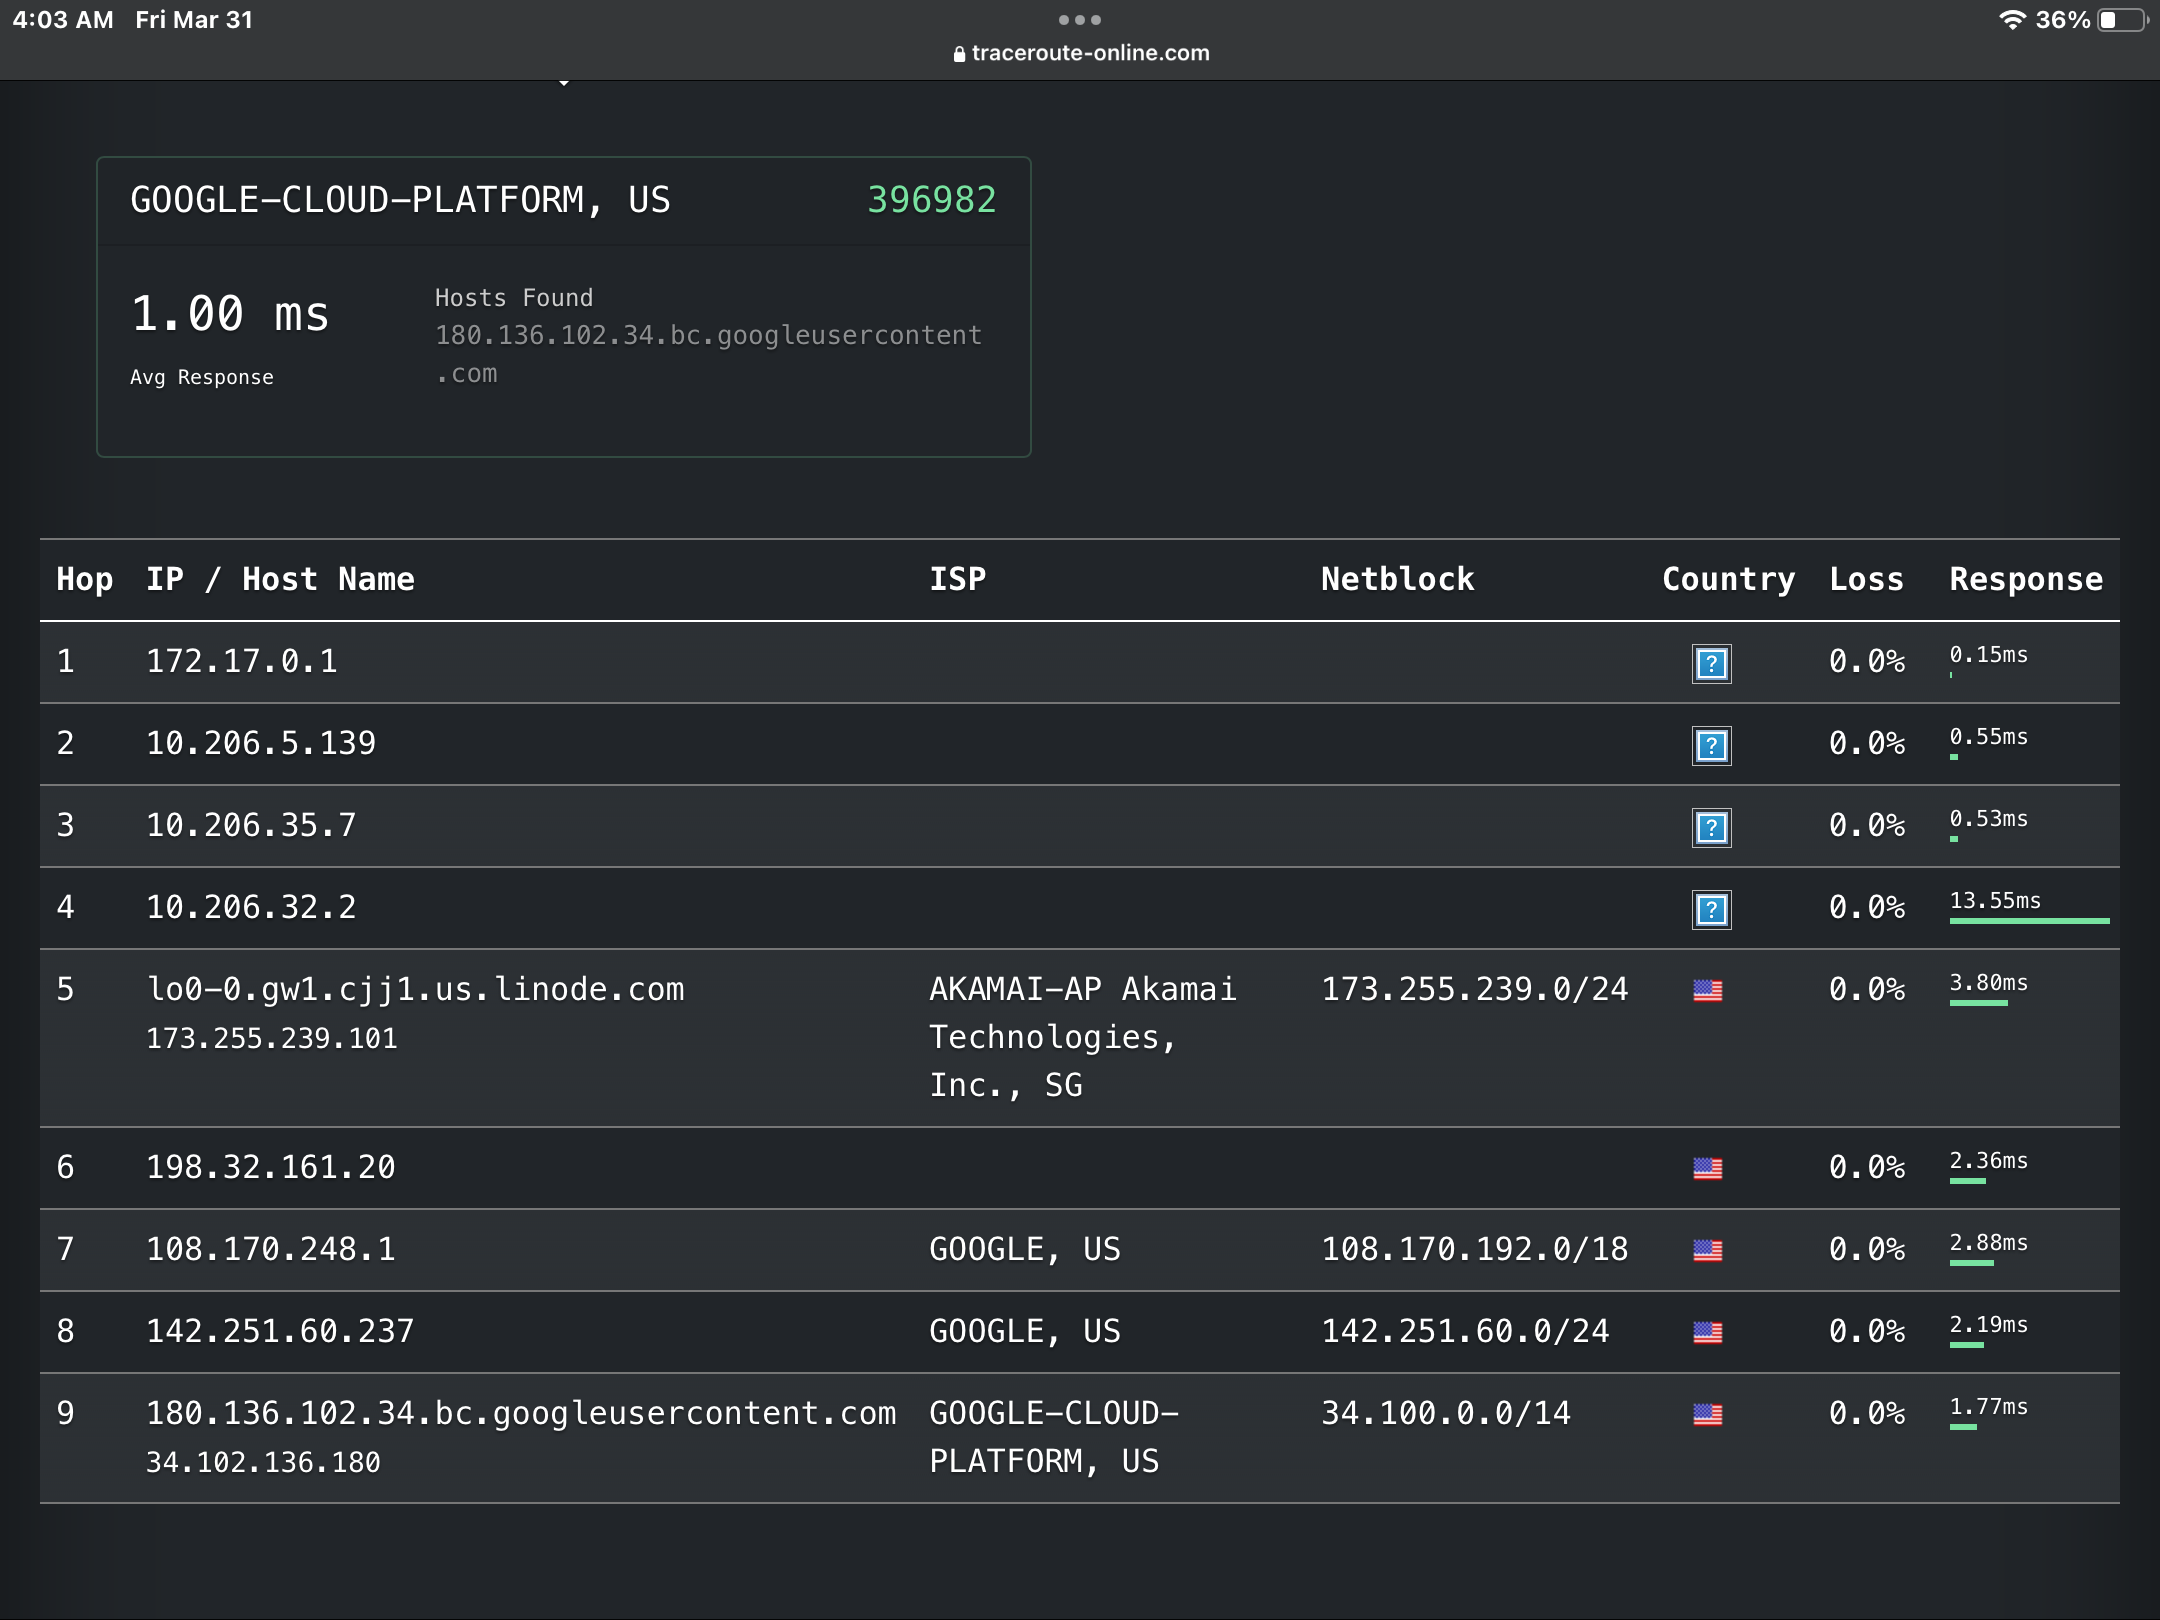 4:03 AM Fri Mar 31
36%
traceroute-online.com
GOOGLE-CLOUD-PLATFORM, US 396982
1.00 ms
Avg Response
Hosts Found
180.136.102.34.bc.googleusercontent
.com
Hop IP / Host Name ISP Netblock Country Loss Response
1 172.17.0.1 ? 0.0% 0.15ms
2 10.206.5.139 ? 0.0% 0.55ms
3 10.206.35.7 ? 0.0% 0.53ms
4 10.206.32.2 ? 0.0% 13.55ms
5 lo0-0.gw1.cjj1.us.linode.com AKAMAI-AP Akamai 173.255.239.0/24 0.0% 3.80ms
173.255.239.101 Technologies,
Inc., SG
6 198.32.161.20 0.0% 2.36ms
7 108.170.248.1 GOOGLE, US 108.170.192.0/18 0.0% 2.88ms
8 142.251.60.237 GOOGLE, US 142.251.60.0/24 0.0% 2.19ms
9 180.136.102.34.bc.googleusercontent.com GOOGLE-CLOUD- 34.100.0.0/14 0.0% 1.77ms
34.102.136.180 PLATFORM, US